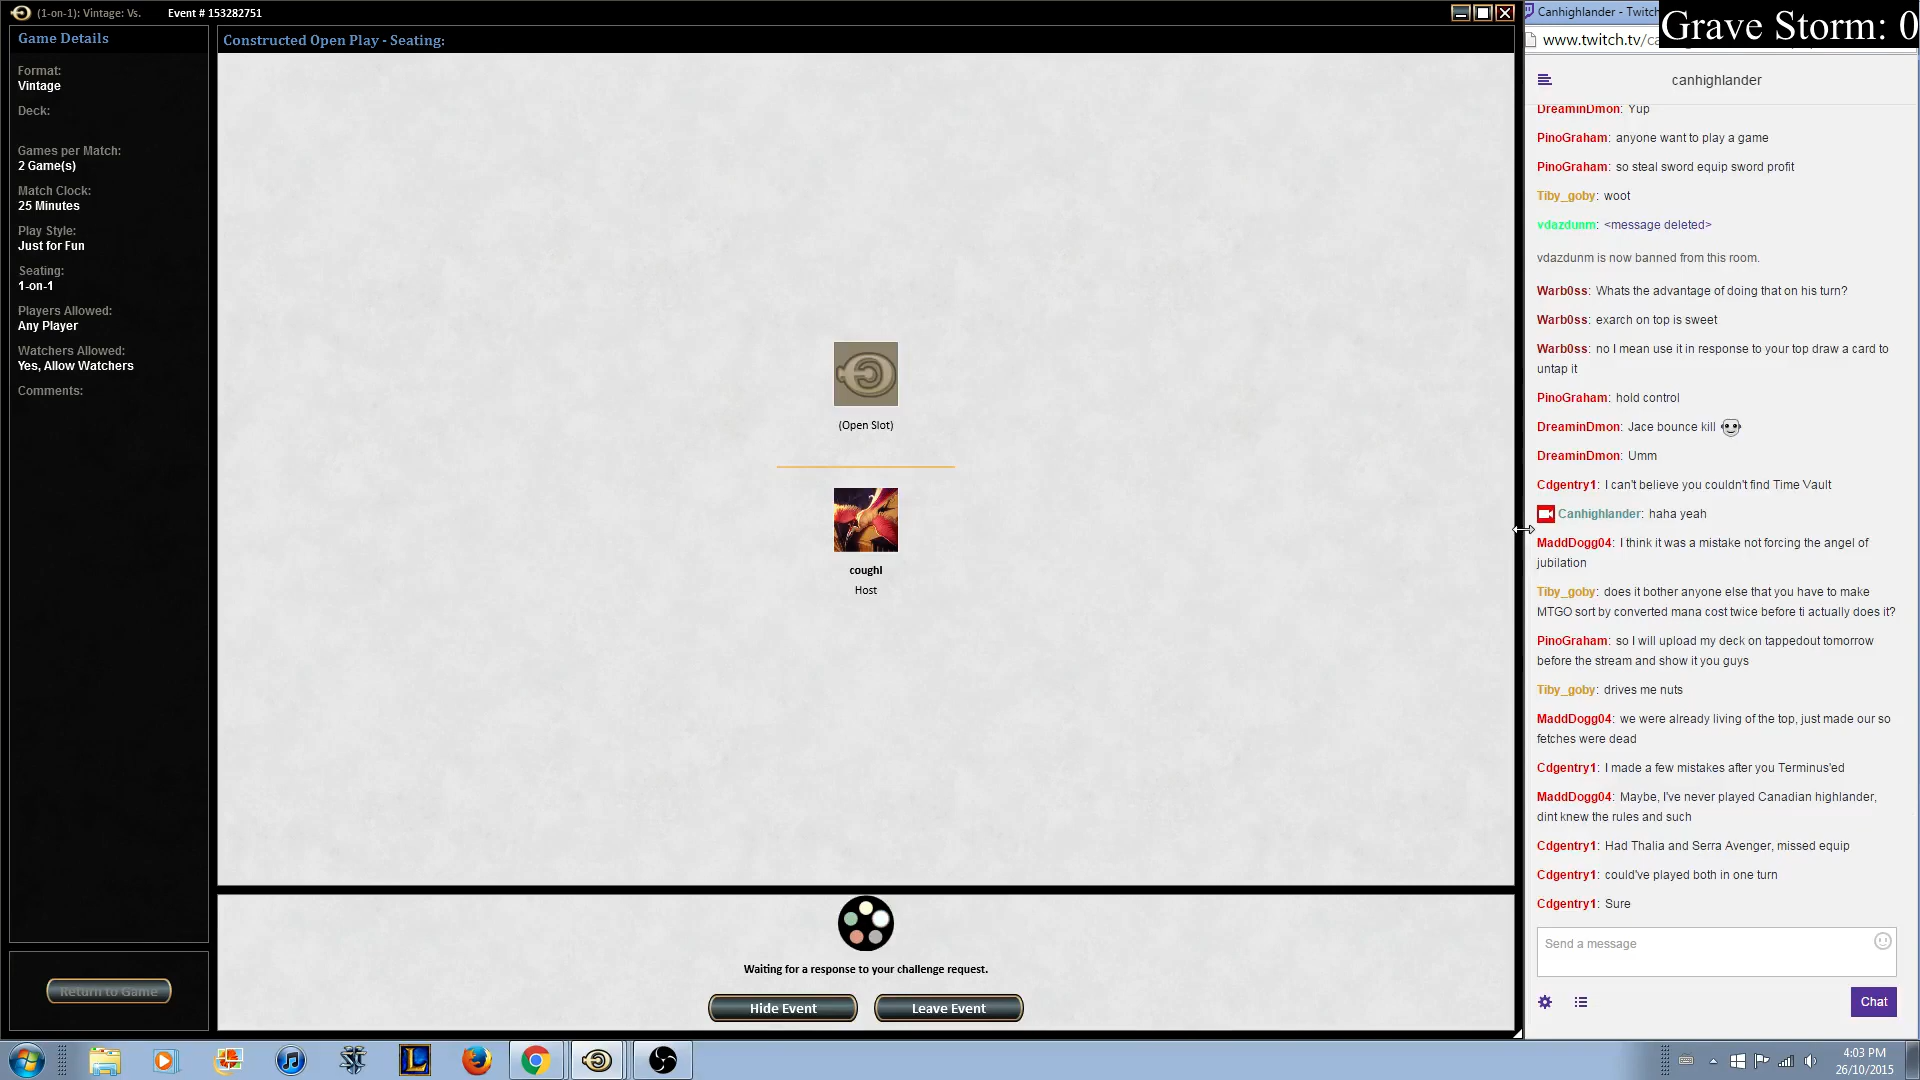 (1-on-1): Vintage: Vs. Event # 153282751
Game Details
Format:
Vintage
Deck:
Games per Match:
2 Game(s)
Match Clock:
25 Minutes
Play Style:
Just for Fun
Seating:
1-on-1
Players Allowed:
Any Player
Watchers Allowed:
Yes, Allow Watchers
Comments:
Return to Game
Constructed Open Play - Seating:
(Open Slot)
coughl
Host
Waiting for a response to your challenge request.
Hide Event Leave Event
Canhighlander - Twitch
Grave Storm: 0
www.twitch.tv/ca
canhighlander
DreaminDmon: Yup
PinoGraham: anyone want to play a game
PinoGraham: so steal sword equip sword profit
Tiby_goby: woot
vdazdunm: <message deleted>
vdazdunm is now banned from this room.
Warb0ss: Whats the advantage of doing that on his turn?
Warb0ss: exarch on top is sweet
Warb0ss: no I mean use it in response to your top draw a card to
untap it
PinoGraham: hold control
DreaminDmon: Jace bounce kill
DreaminDmon: Umm
Cdgentry1: I can't believe you couldn't find Time Vault
Canhighlander: haha yeah
MaddDogg04: I think it was a mistake not forcing the angel of
jubilation
Tiby_goby: does it bother anyone else that you have to make
MTGO sort by converted mana cost twice before ti actually does it?
PinoGraham: so I will upload my deck on tappedout tomorrow
before the stream and show it you guys
Tiby_goby: drives me nuts
MaddDogg04: we were already living of the top, just made our so
fetches were dead
Cdgentry1: I made a few mistakes after you Terminus'ed
MaddDogg04: Maybe, I've never played Canadian highlander,
dint knew the rules and such
Cdgentry1: Had Thalia and Serra Avenger, missed equip
Cdgentry1: could've played both in one turn
Cdgentry1: Sure
Send a message
Chat
4:03 PM
26/10/2015